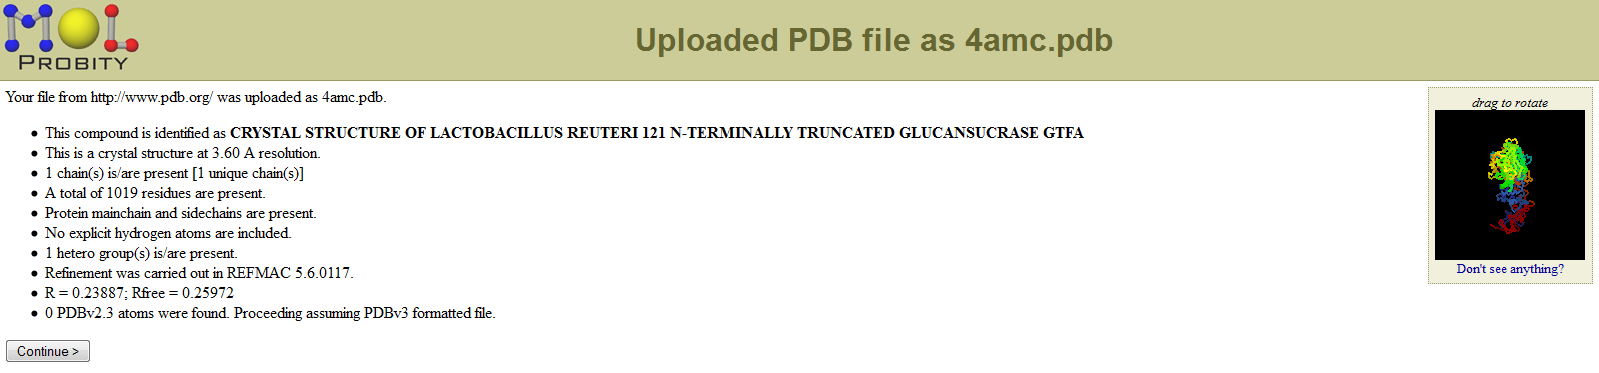 MOL
PROBITY
Uploaded PDB file as 4amc.pdb
Your file from http://www.pdb.org/ was uploaded as 4amc.pdb.
• This compound is identified as CRYSTAL STRUCTURE OF LACTOBACILLUS REUTERI 121 N-TERMINALLY TRUNCATED GLUCANSUCRASE GTFA
• This is a crystal structure at 3.60 A resolution.
• 1 chain(s) is/are present [1 unique chain(s)]
• A total of 1019 residues are present.
• Protein mainchain and sidechains are present.
• No explicit hydrogen atoms are included.
• 1 hetero group(s) is/are present.
• Refinement was carried out in REFMAC 5.6.0117.
• R = 0.23887; Rfree = 0.25972
• 0 PDBv2.3 atoms were found. Proceeding assuming PDBv3 formatted file.
Continue >
drag to rotate
Don't see anything?